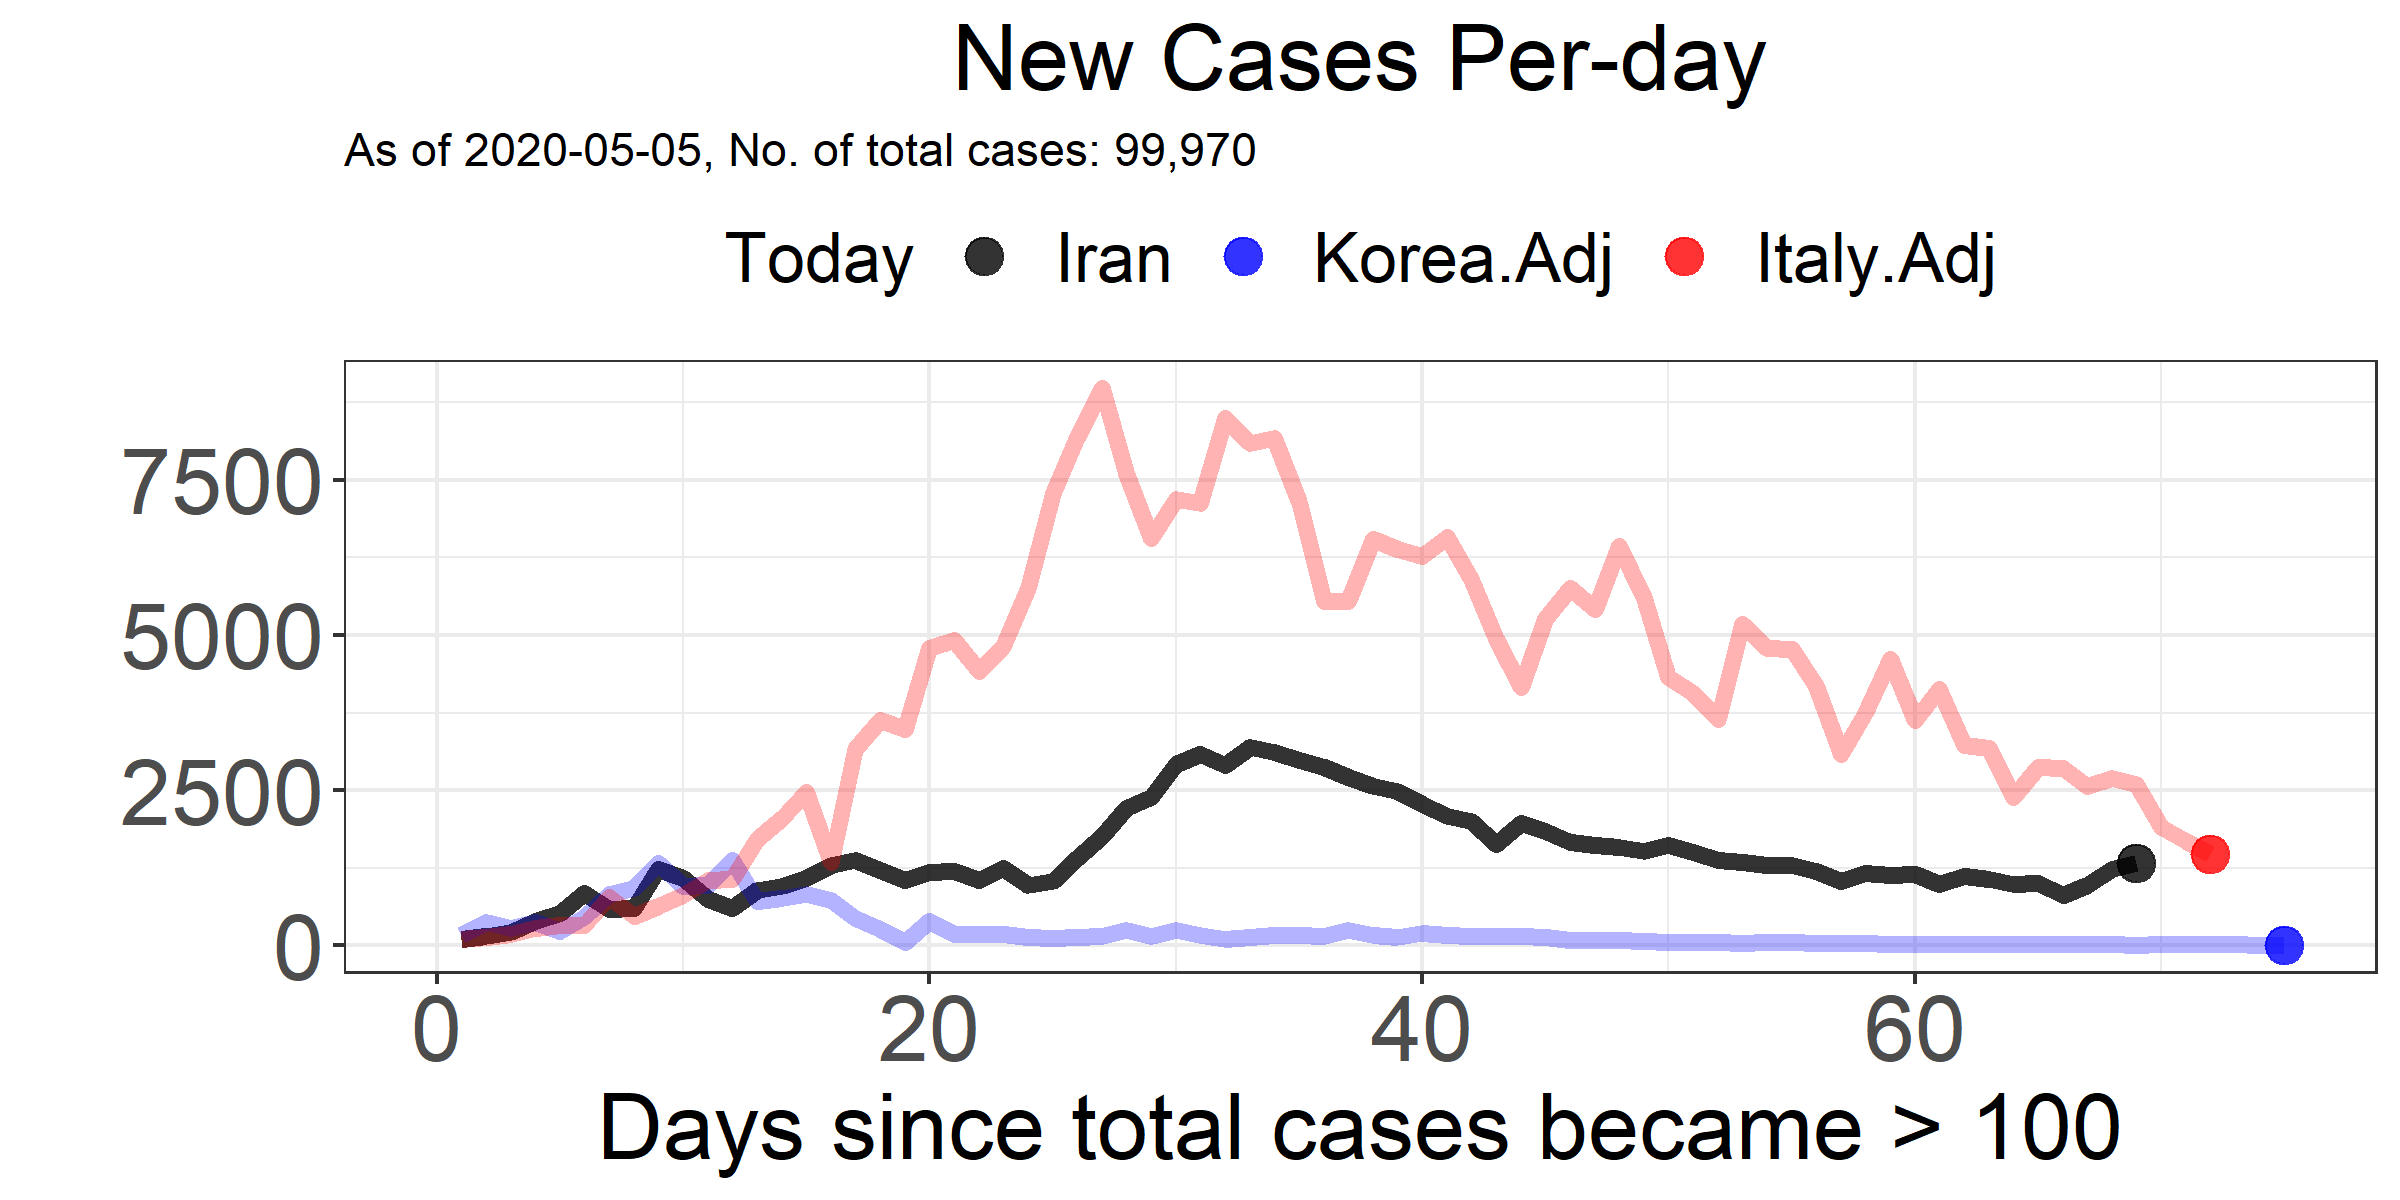 New Cases Per-day
As of 2020-05-05, No. of total cases: 99,970
Today Iran Korea.Adj Italy.Adj
7500
5000
2500
0
0 20 40 60
Days since total cases became > 100